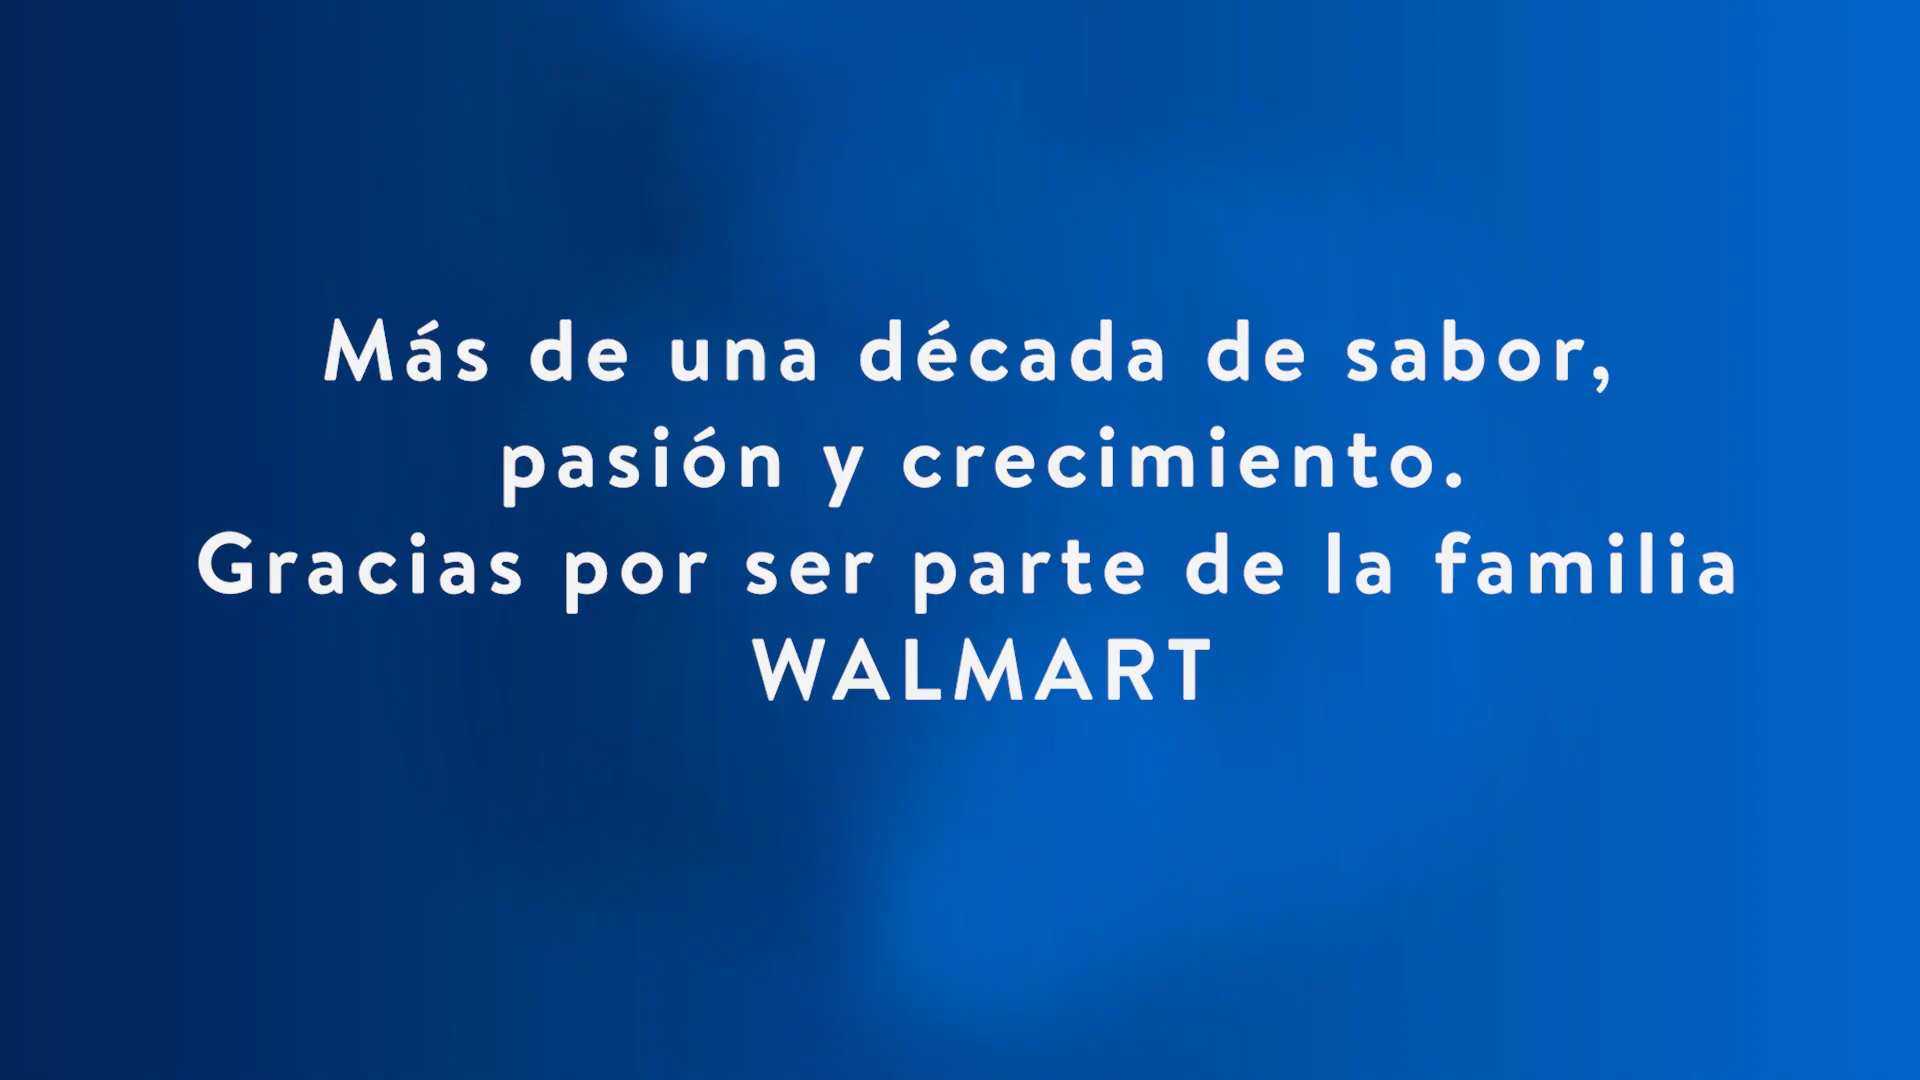 Más de una década de sabor,
pasión y crecimiento.
Gracias por ser parte de la familia
WALMART